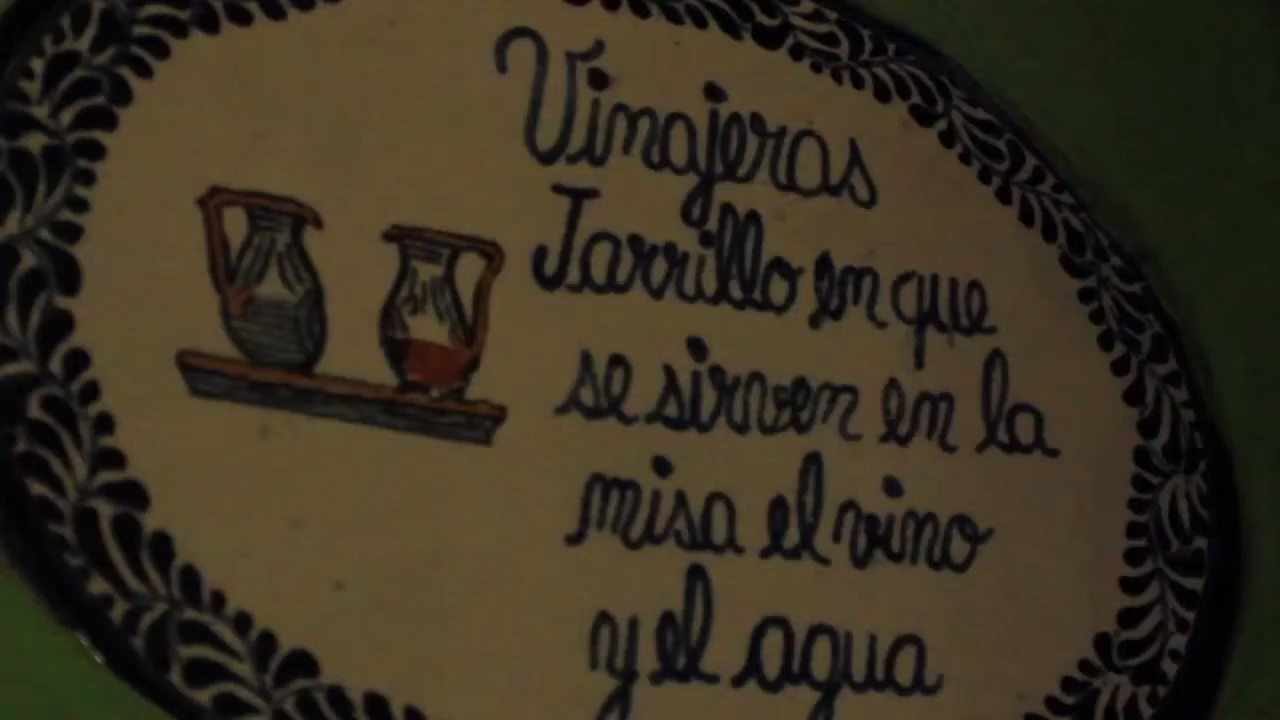 Vinajeras
Jarrillo en que
se sirven en la
misa el vino
y el agua